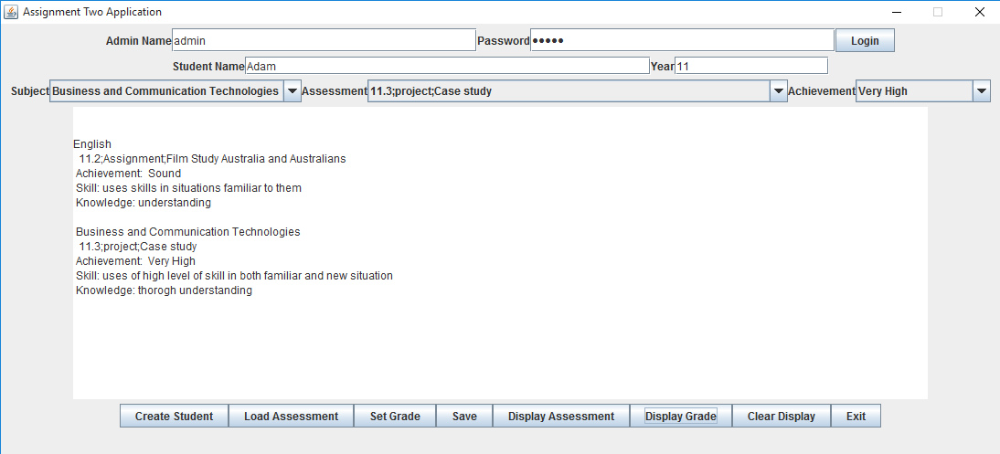 Assignment Two Application
Admin Name admin Password ••••• Login
Student Name Adam Year 11
Subject Business and Communication Technologies Assessment 11.3;project;Case study Achievement Very High
English
11.2;Assignment;Film Study Australia and Australians
Achievement: Sound
Skill: uses skills in situations familiar to them
Knowledge: understanding
Business and Communication Technologies
11.3;project;Case study
Achievement: Very High
Skill: uses of high level of skill in both familiar and new situation
Knowledge: thorogh understanding
Create Student Load Assessment Set Grade Save Display Assessment Display Grade Clear Display Exit